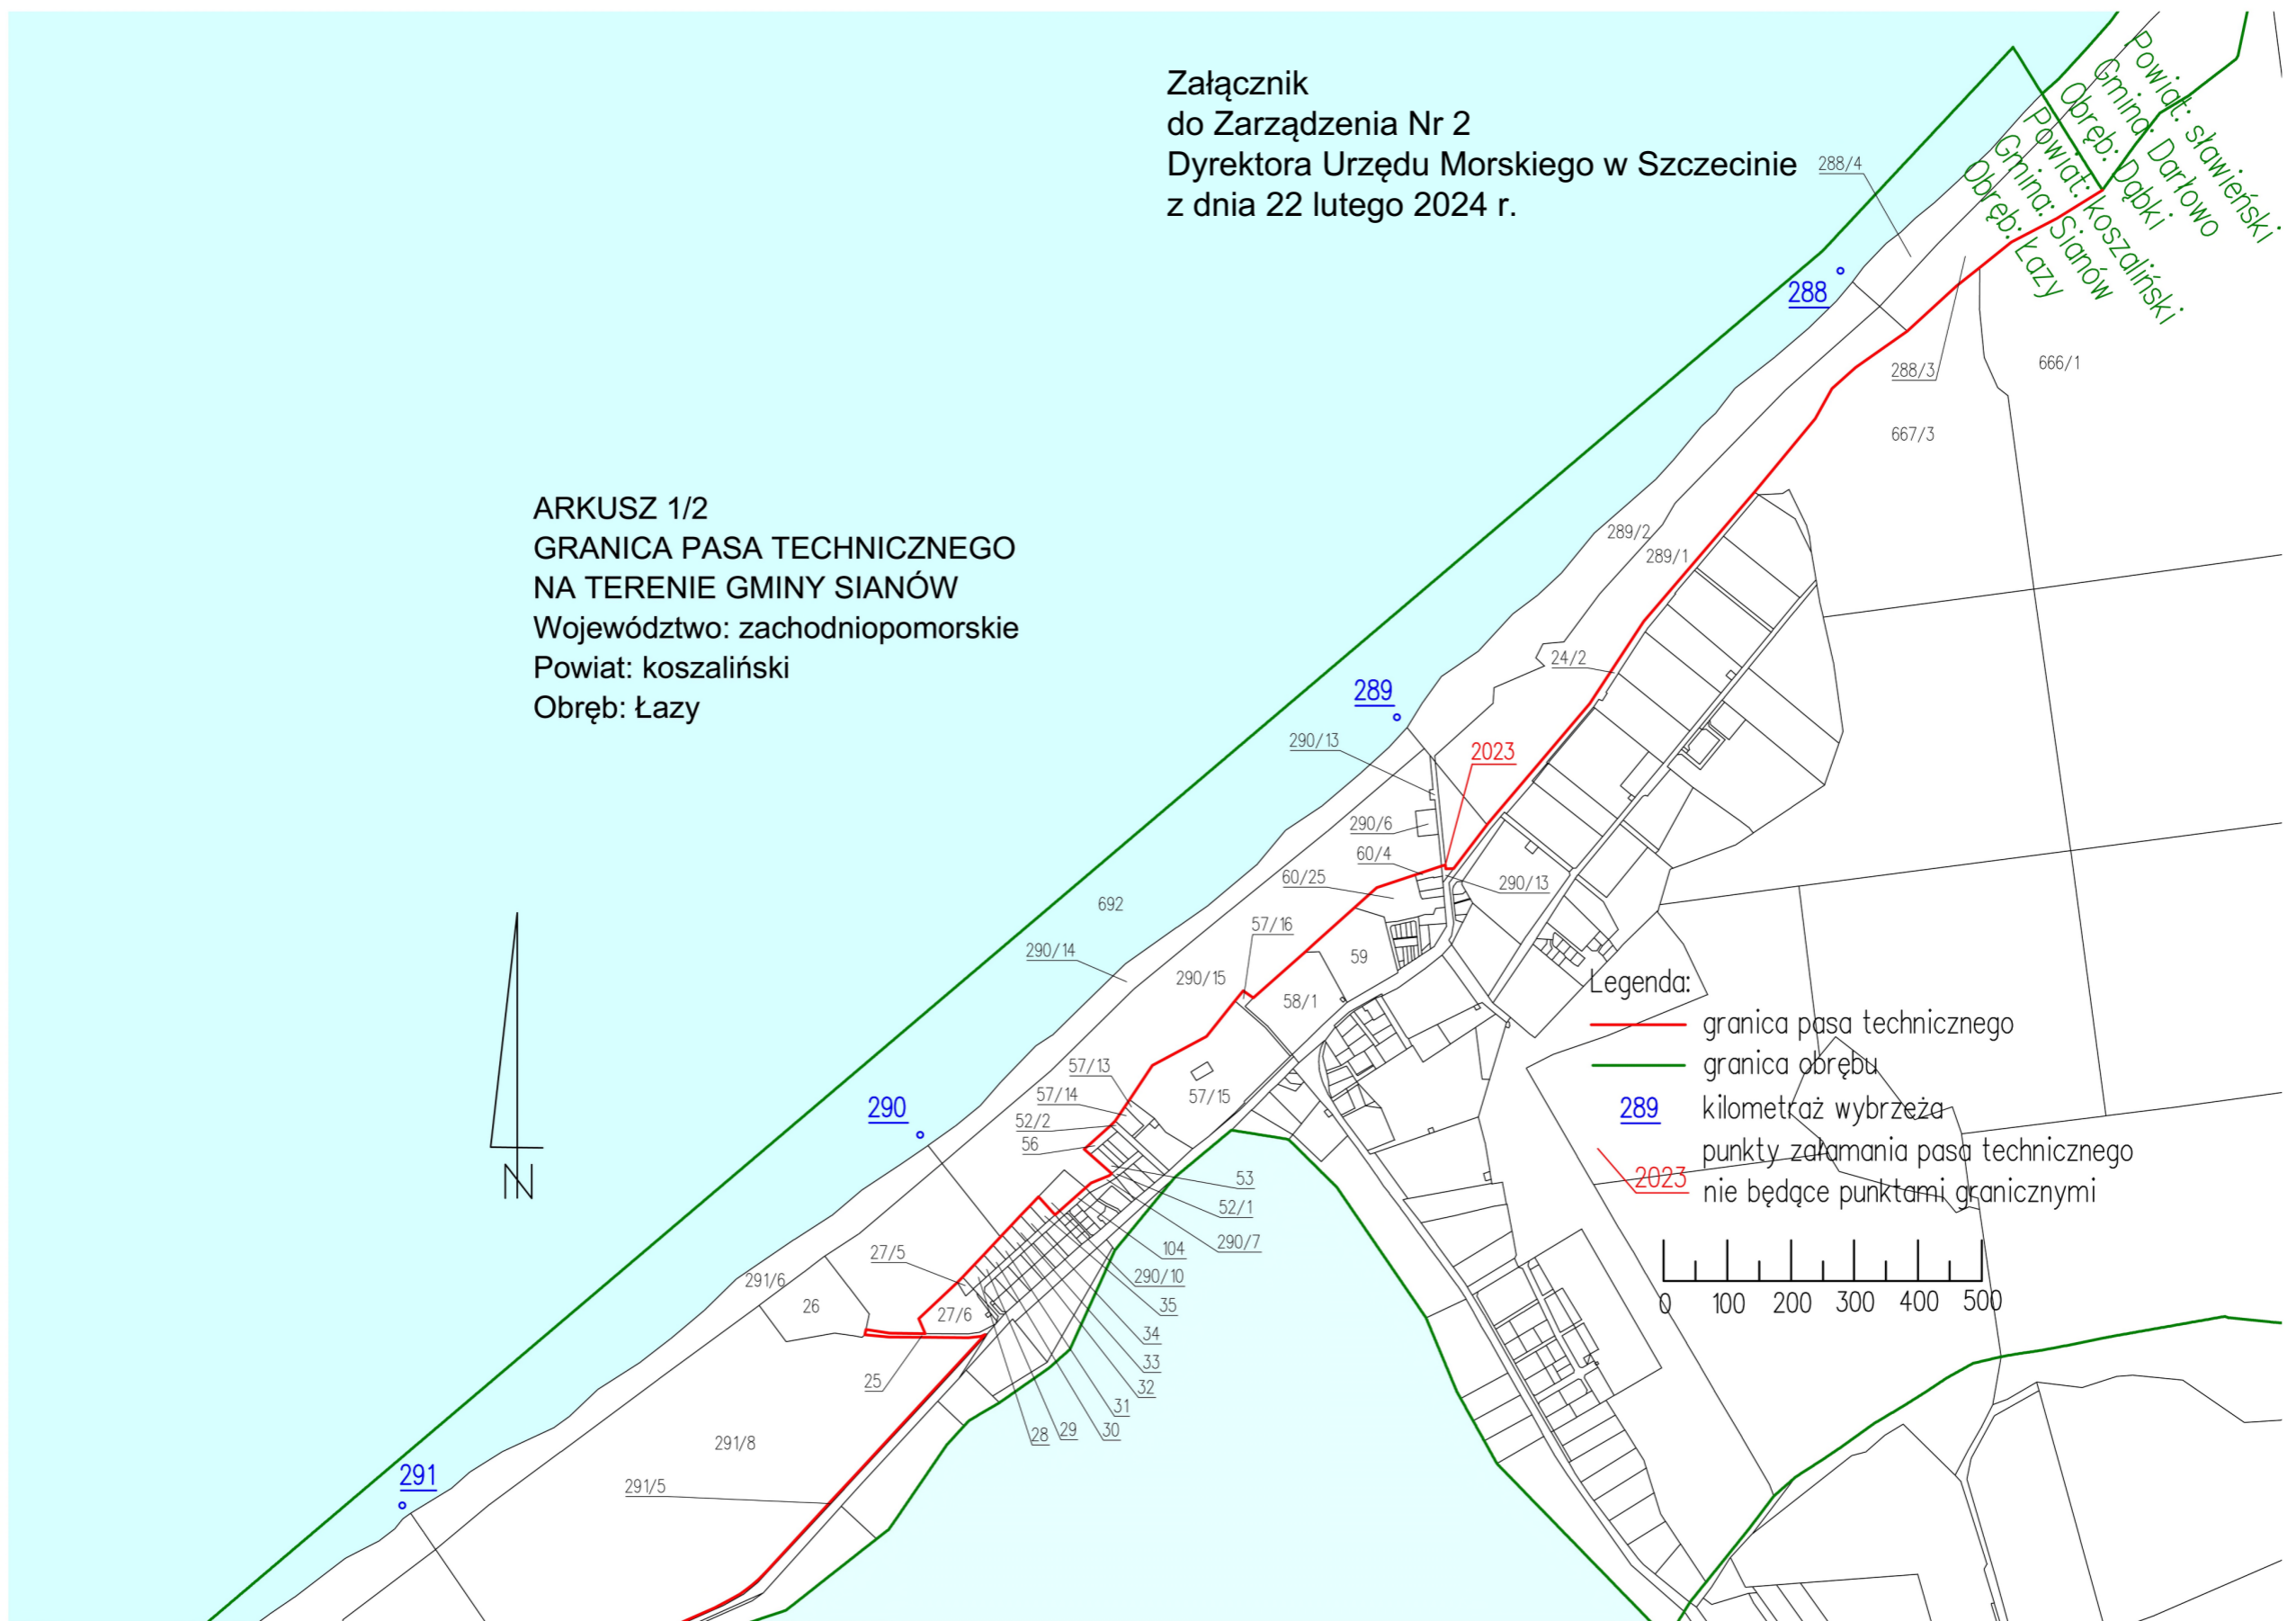 Załącznik
do Zarządzenia Nr 2
Dyrektora Urzędu Morskiego w Szczecinie
z dnia 22 lutego 2024 r.
Powiat: sławieński
Gmina: Darłowo
Obręb: Dąbki
Powiat: koszaliński
Gmina: Sianów
Obręb: Łazy
288/4
288
288/3
666/1
667/3
ARKUSZ 1/2
GRANICA PASA TECHNICZNEGO
NA TERENIE GMINY SIANÓW
Województwo: zachodniopomorskie
Powiat: koszaliński
Obręb: Łazy
289/2
289/1
24/2
289
290/13
2023
290/6
60/4
60/25
290/13
692
57/16
290/14
290/15
59
58/1
57/13
57/14
57/15
290
52/2
56
53
52/1
104
290/7
27/5
290/10
291/6
26
27/6
35
34
33
25
32
31
28
29
30
291/8
291
291/5
N
Legenda:
granica pasa technicznego
granica obrębu
289 kilometraż wybrzeża
punkty załamania pasa technicznego
2023 nie będące punktami granicznymi
0 100 200 300 400 500